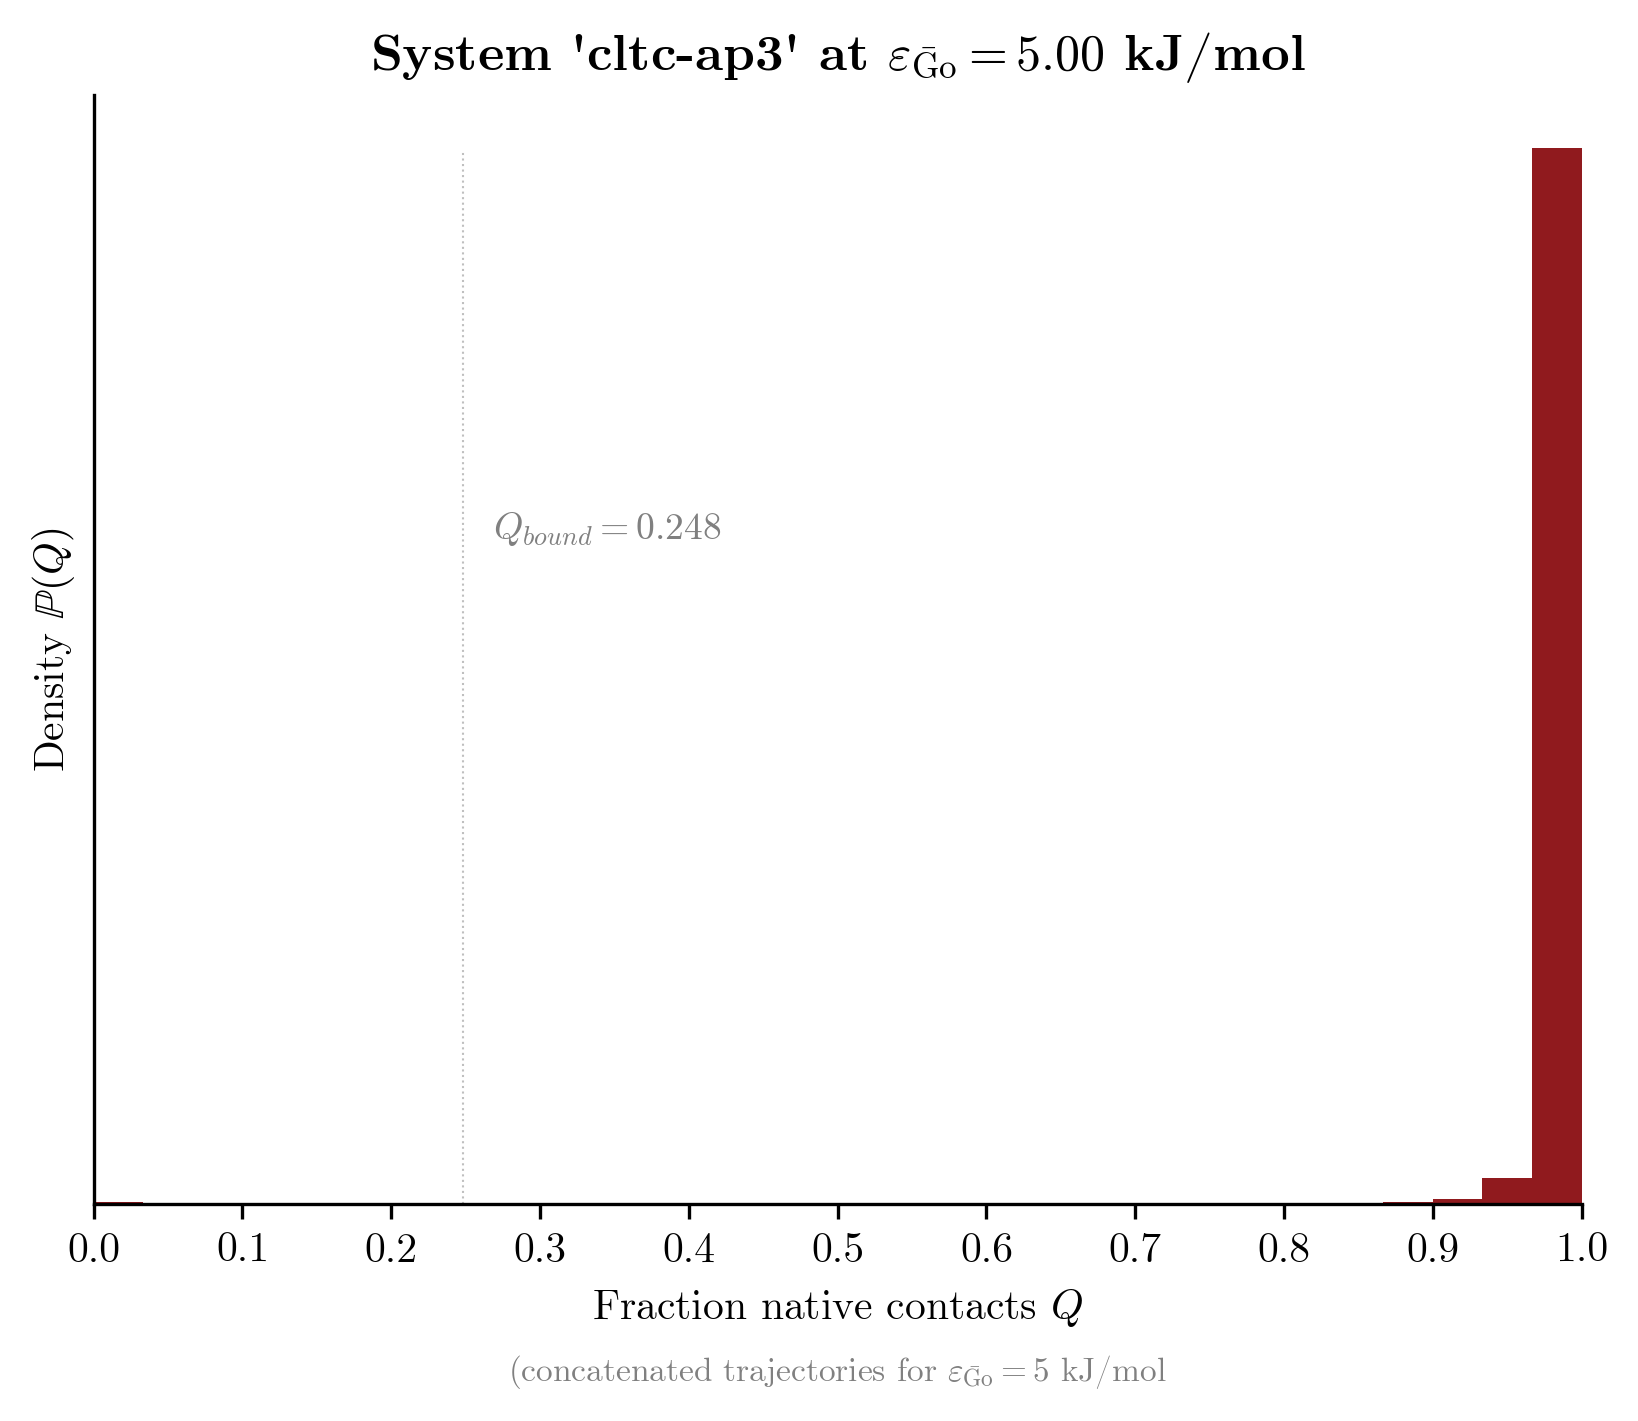 System 'cltc-ap3' at ε_Ḡo = 5.00 kJ/mol
Density ℙ(Q)
Q_bound = 0.248
0.0 0.1 0.2 0.3 0.4 0.5 0.6 0.7 0.8 0.9 1.0
Fraction native contacts Q
(concatenated trajectories for ε_Ḡo = 5 kJ/mol